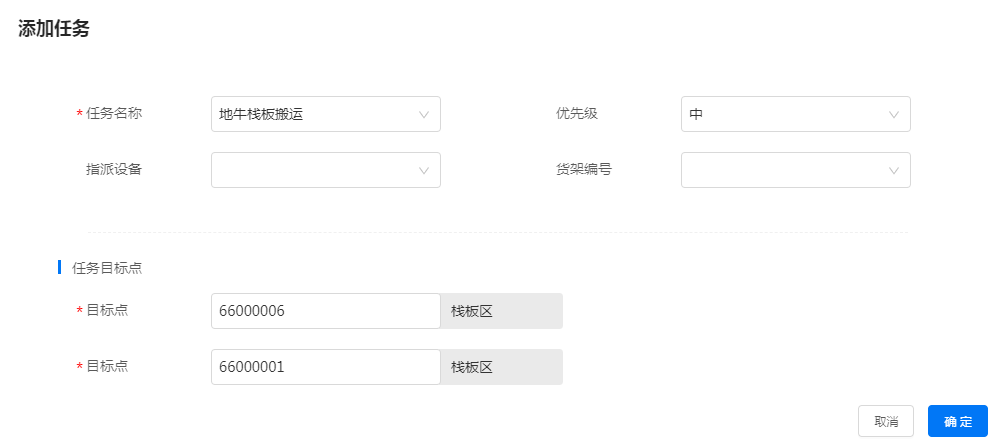 添加任务
* 任务名称 地牛栈板搬运 优先级 中
指派设备 货架编号
任务目标点
* 目标点 66000006 栈板区
* 目标点 66000001 栈板区
取消 确定